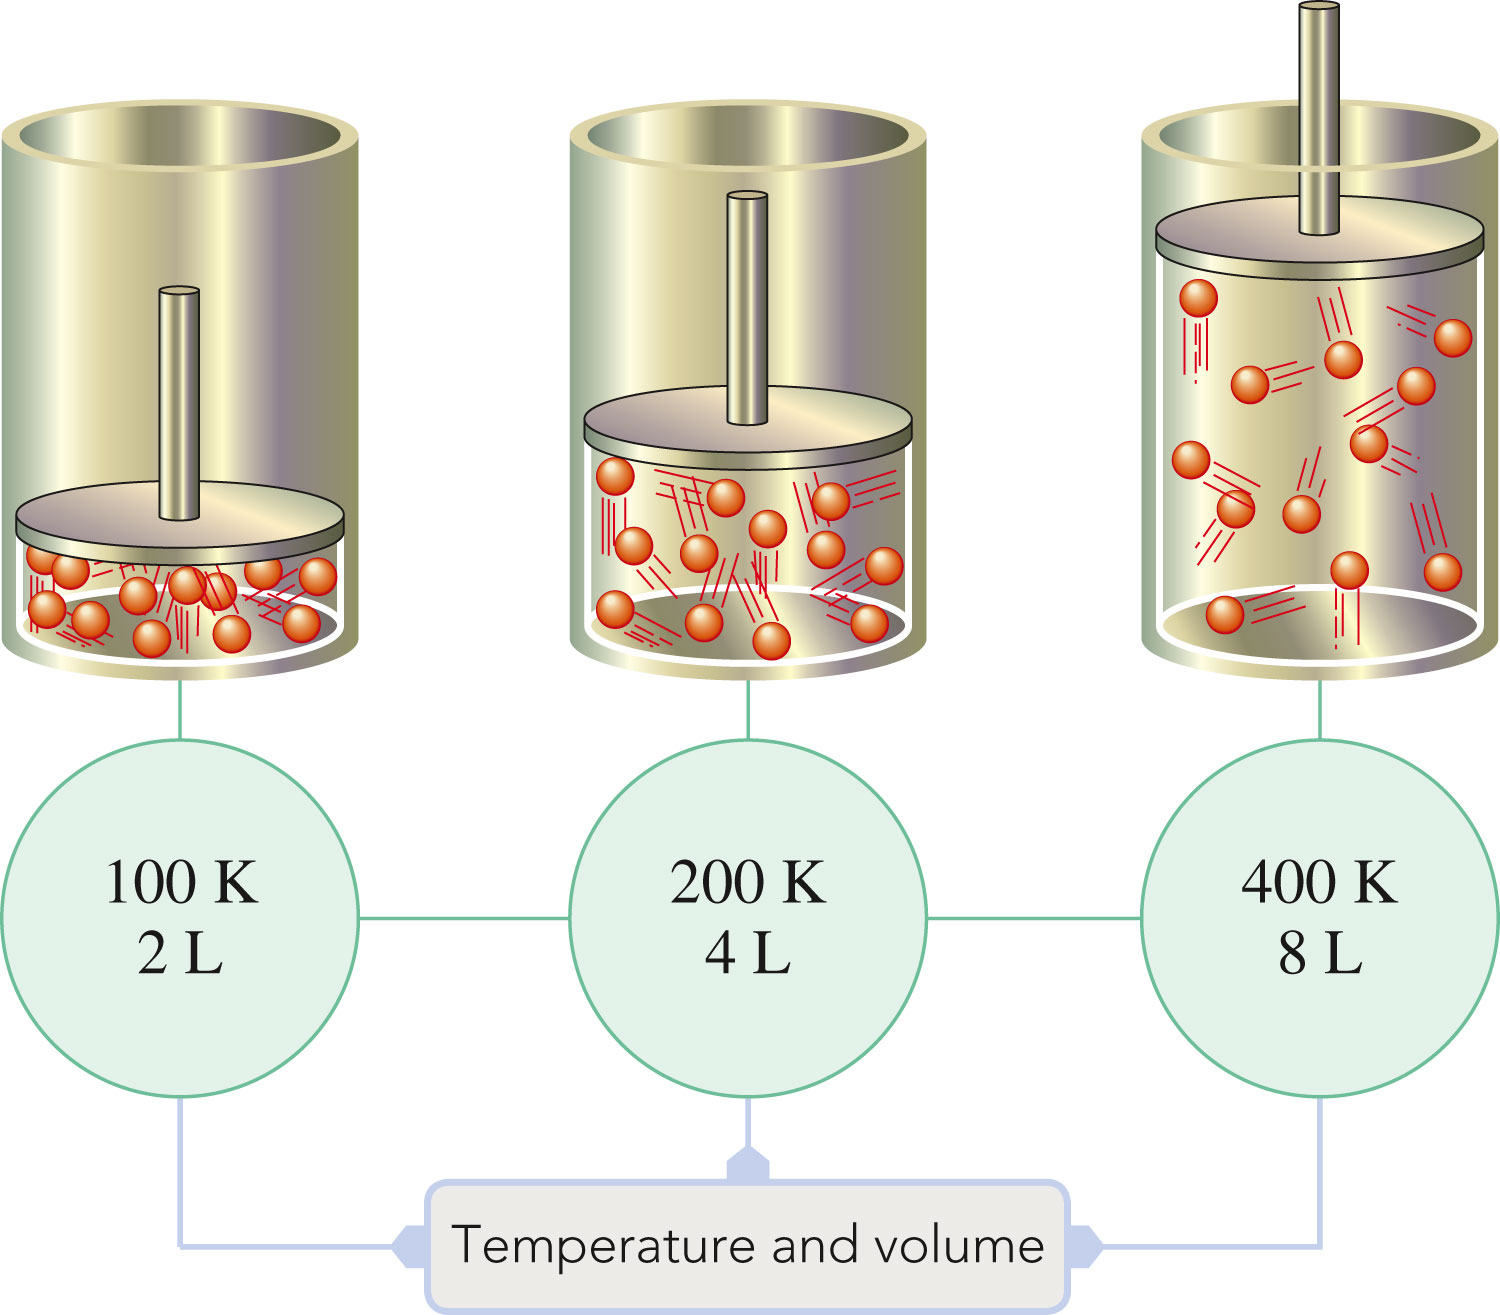 100 K
2 L
200 K
4 L
400 K
8 L
Temperature and volume